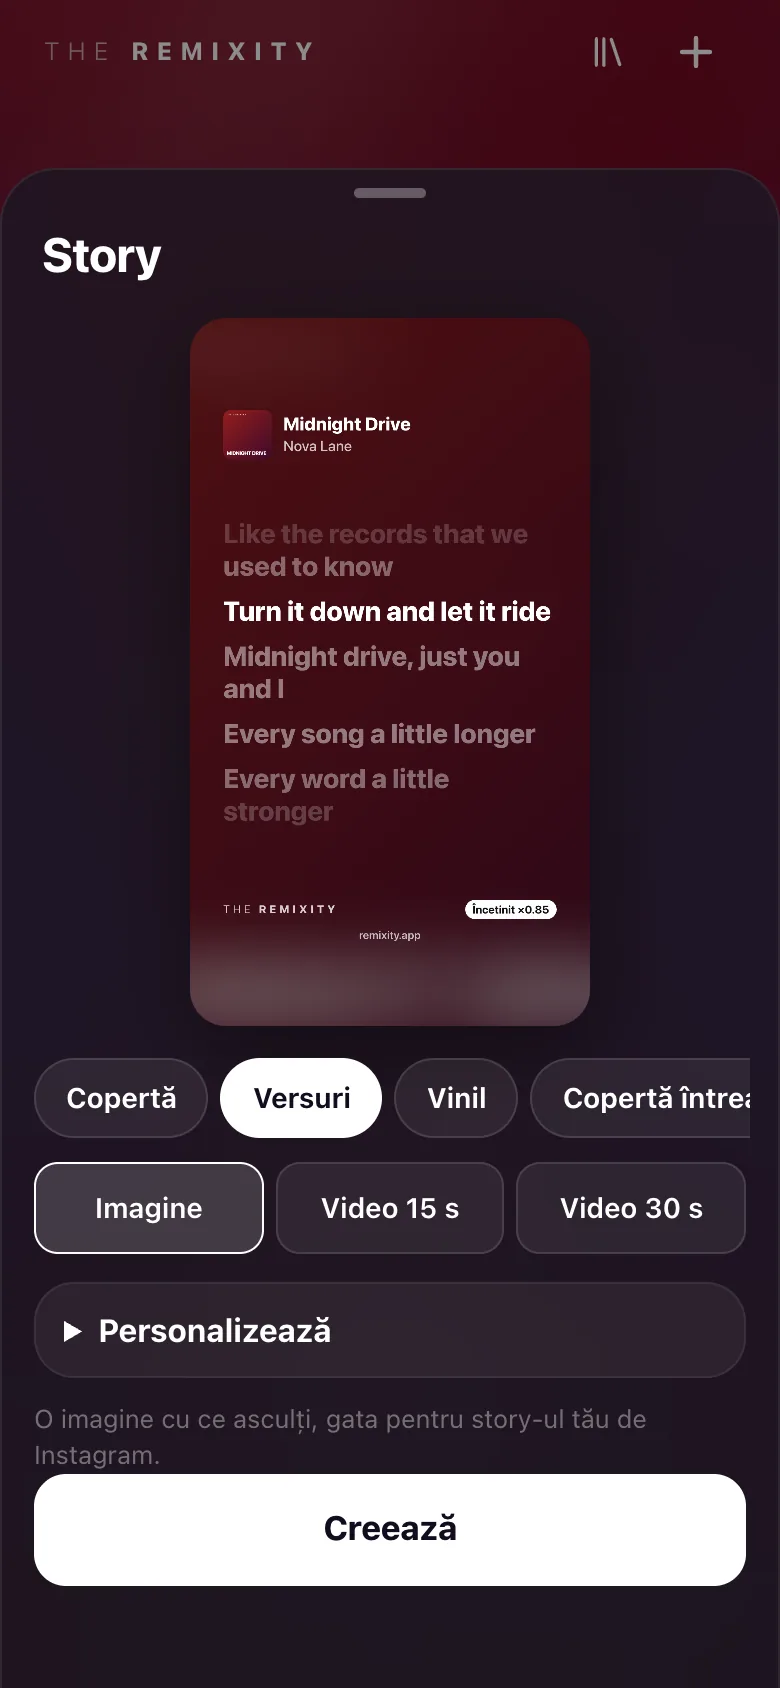 THE REMIXITY
Story
MIDNIGHT DRIVE
Midnight Drive
Nova Lane
Like the records that we
used to know
Turn it down and let it ride
Midnight drive, just you
and I
Every song a little longer
Every word a little
stronger
THE REMIXITY
Încetinit ×0.85
remixity.app
Copertă
Versuri
Vinil
Copertă întrea
Imagine
Video 15 s
Video 30 s
Personalizează
O imagine cu ce asculți, gata pentru story-ul tău de
Instagram.
Creează